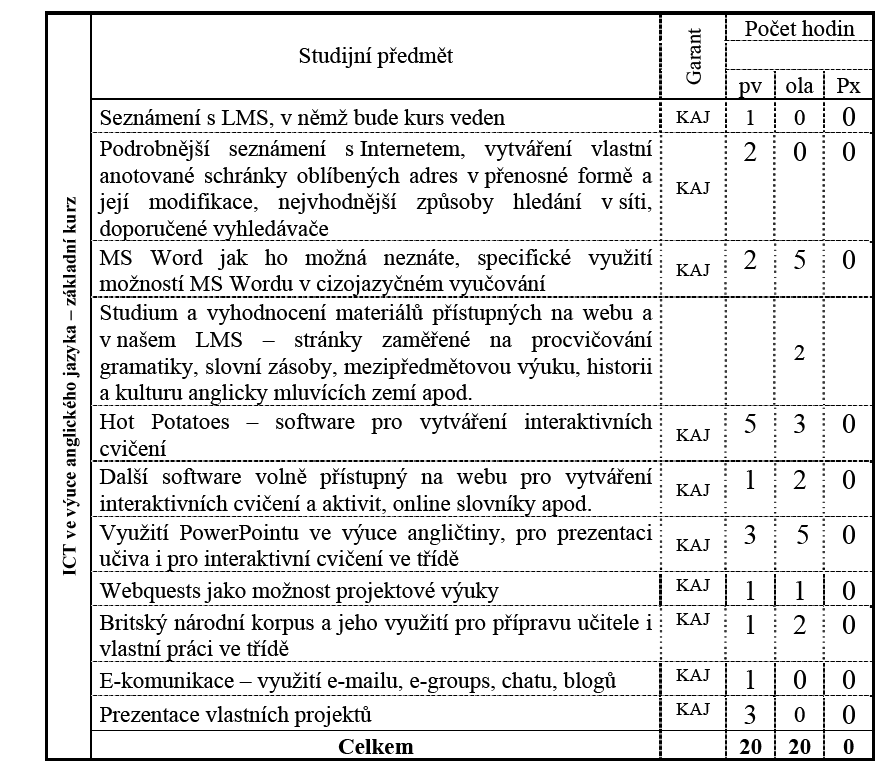 ICT ve výuce anglického jazyka – základní kurz
Studijní předmět
Garant
Počet hodin
pv ola Px
Seznámení s LMS, v němž bude kurs veden KAJ 1 0 0
Podrobnější seznámení s Internetem, vytváření vlastní
anotované schránky oblíbených adres v přenosné formě a
její modifikace, nejvhodnější způsoby hledání v síti,
doporučené vyhledávače
KAJ 2 0 0
MS Word jak ho možná neznáte, specifické využití
možností MS Wordu v cizojazyčném vyučování
KAJ 2 5 0
Studium a vyhodnocení materiálů přístupných na webu a
v našem LMS – stránky zaměřené na procvičování
gramatiky, slovní zásoby, mezipředmětovou výuku, historii
a kulturu anglicky mluvících zemí apod.
2
Hot Potatoes – software pro vytváření interaktivních
cvičení
KAJ 5 3 0
Další software volně přístupný na webu pro vytváření
interaktivních cvičení a aktivit, online slovníky apod.
KAJ 1 2 0
Využití PowerPointu ve výuce angličtiny, pro prezentaci
učiva i pro interaktivní cvičení ve třídě
KAJ 3 5 0
Webquests jako možnost projektové výuky KAJ 1 1 0
Britský národní korpus a jeho využití pro přípravu učitele i
vlastní práci ve třídě
KAJ 1 2 0
E-komunikace – využití e-mailu, e-groups, chatu, blogů KAJ 1 0 0
Prezentace vlastních projektů KAJ 3 0 0
Celkem 20 20 0